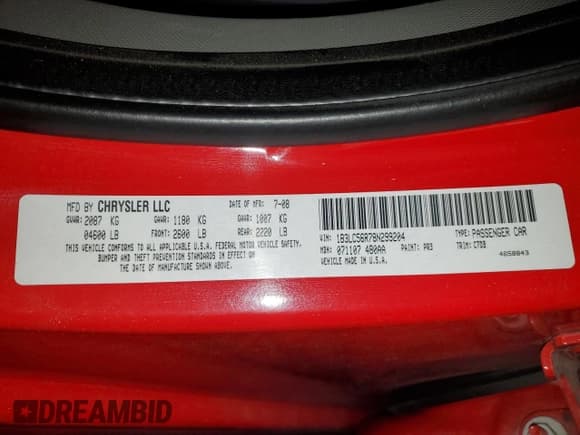 MFD BY CHRYSLER LLC DATE OF MFR: 7-08
GVWR: 2087 KG GAWR: 1180 KG GAWR: 1007 KG
04600 LB FRONT: 2600 LB REAR: 2220 LB
THIS VEHICLE CONFORMS TO ALL APPLICABLE U.S.A. FEDERAL MOTOR VEHICLE SAFETY,
BUMPER AND THEFT PREVENTION STANDARDS IN EFFECT ON
THE DATE OF MANUFACTURE SHOWN ABOVE.
VIN: 1B3LC56R78N299204 TYPE: PASSENGER CAR
MDH: 071107 480AA PAINT: PR3 TRIM: C7D8
VEHICLE MADE IN U.S.A. 4658843
DREAMBID